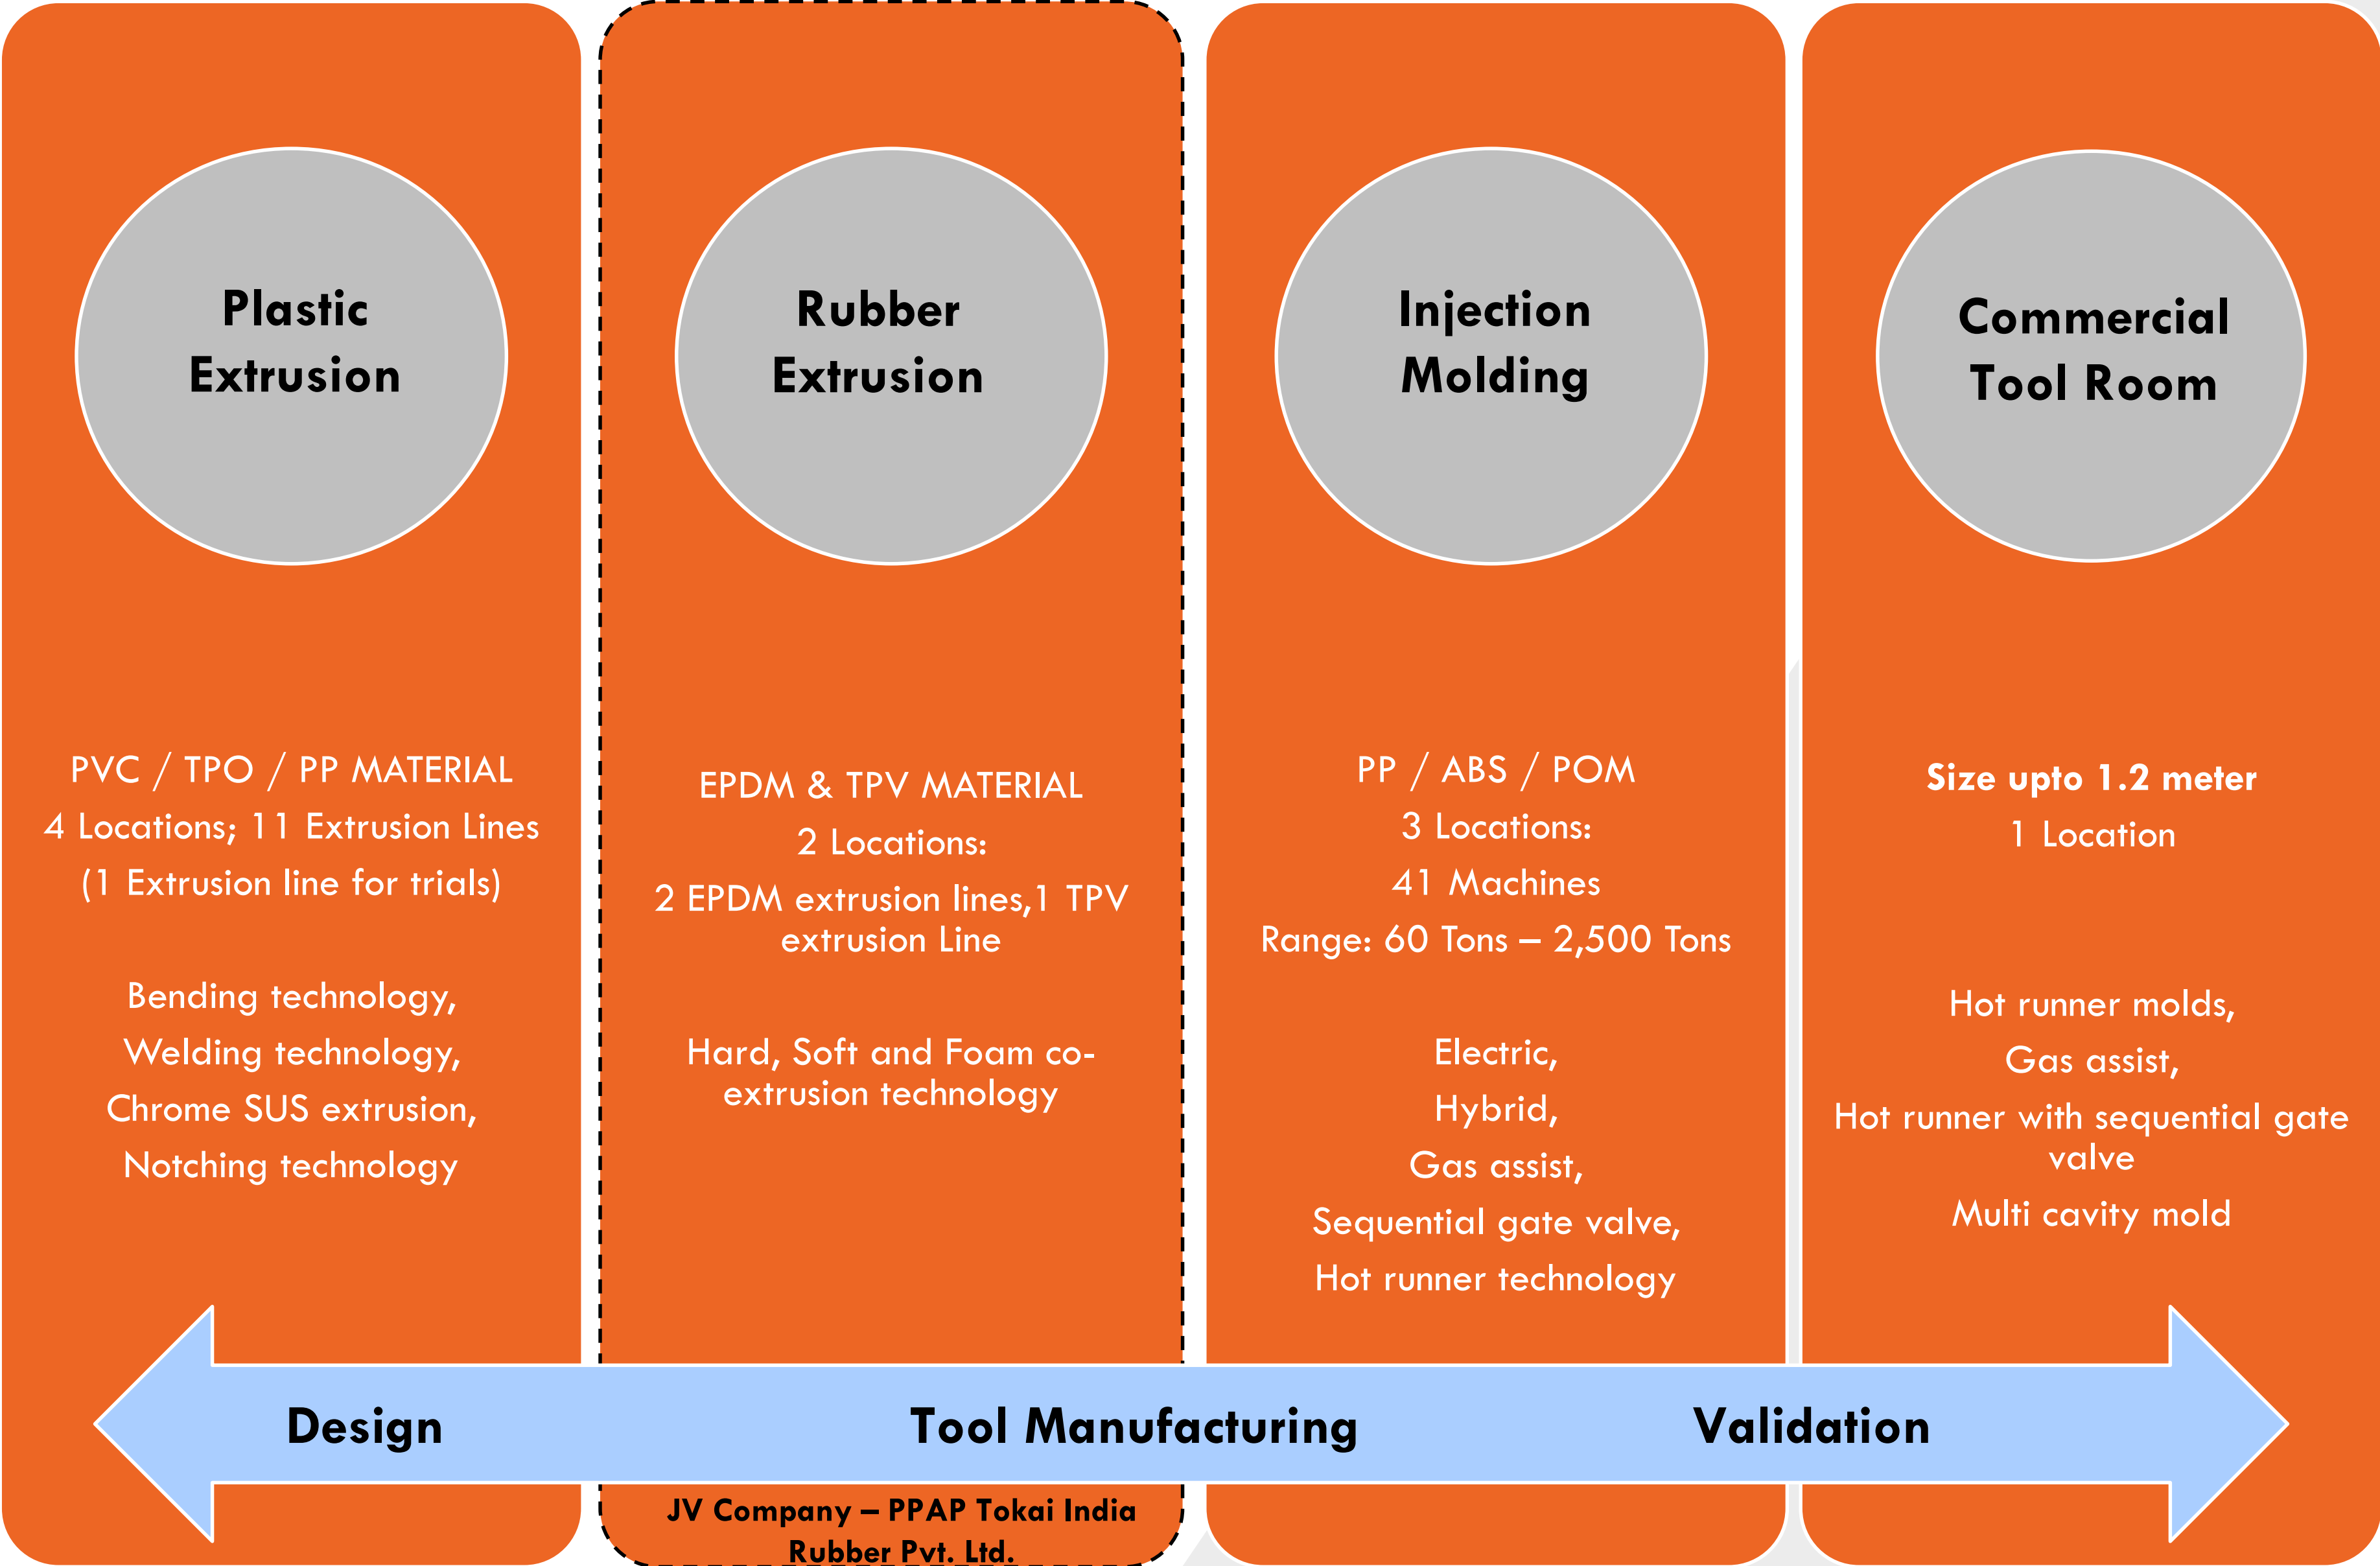 Plastic
Extrusion
PVC / TPO / PP MATERIAL
4 Locations; 11 Extrusion Lines
(1 Extrusion line for trials)
Bending technology,
Welding technology,
Chrome SUS extrusion,
Notching technology
Rubber
Extrusion
EPDM & TPV MATERIAL
2 Locations:
2 EPDM extrusion lines,1 TPV
extrusion Line
Hard, Soft and Foam co-
extrusion technology
Injection
Molding
PP / ABS / POM
3 Locations:
41 Machines
Range: 60 Tons – 2,500 Tons
Electric,
Hybrid,
Gas assist,
Sequential gate valve,
Hot runner technology
Commercial
Tool Room
Size upto 1.2 meter
1 Location
Hot runner molds,
Gas assist,
Hot runner with sequential gate
valve
Multi cavity mold
Design
Tool Manufacturing
Validation
JV Company – PPAP Tokai India
Rubber Pvt. Ltd.